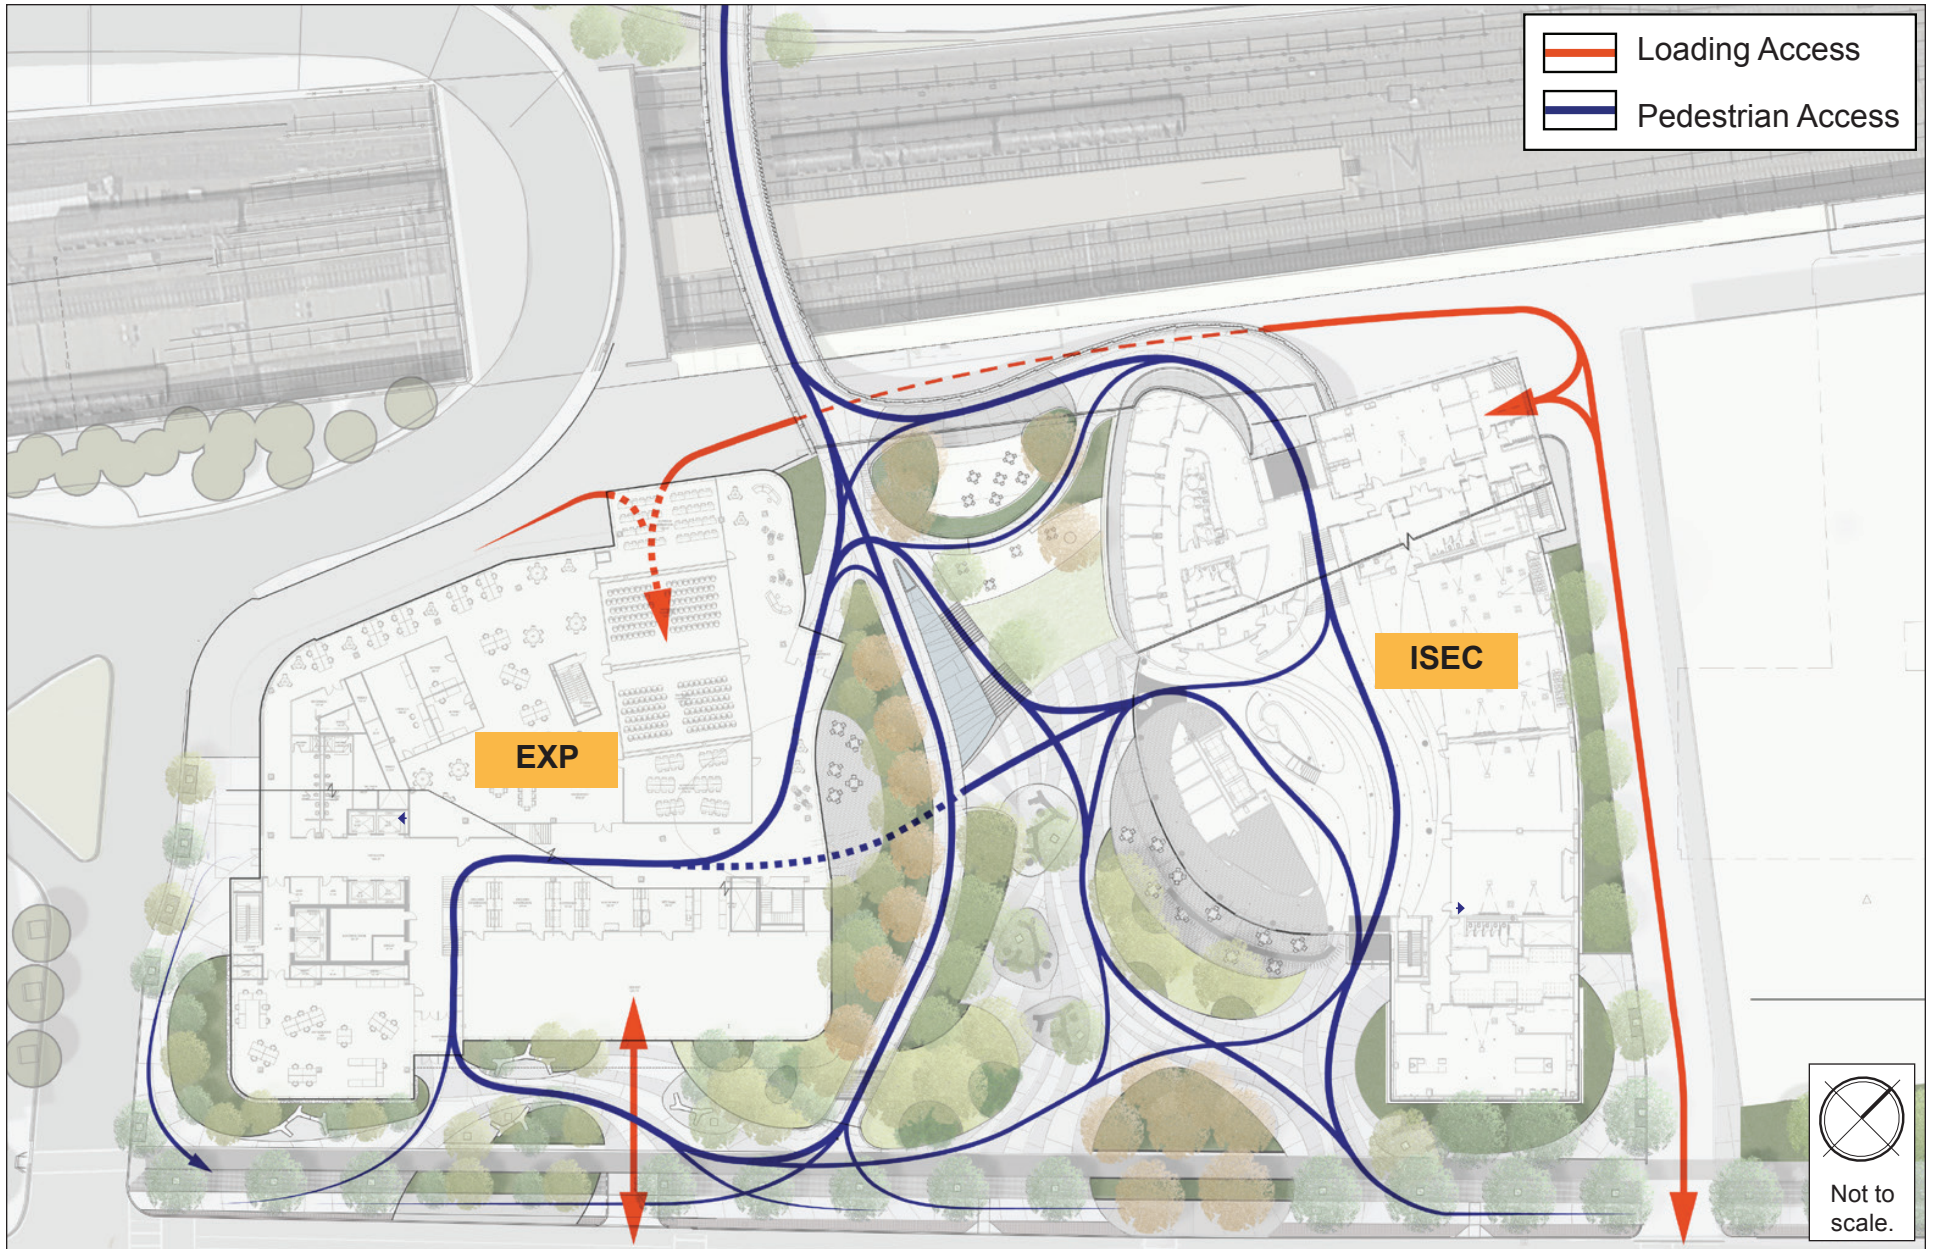 Loading Access
Pedestrian Access
ISEC
EXP
Not to
scale.